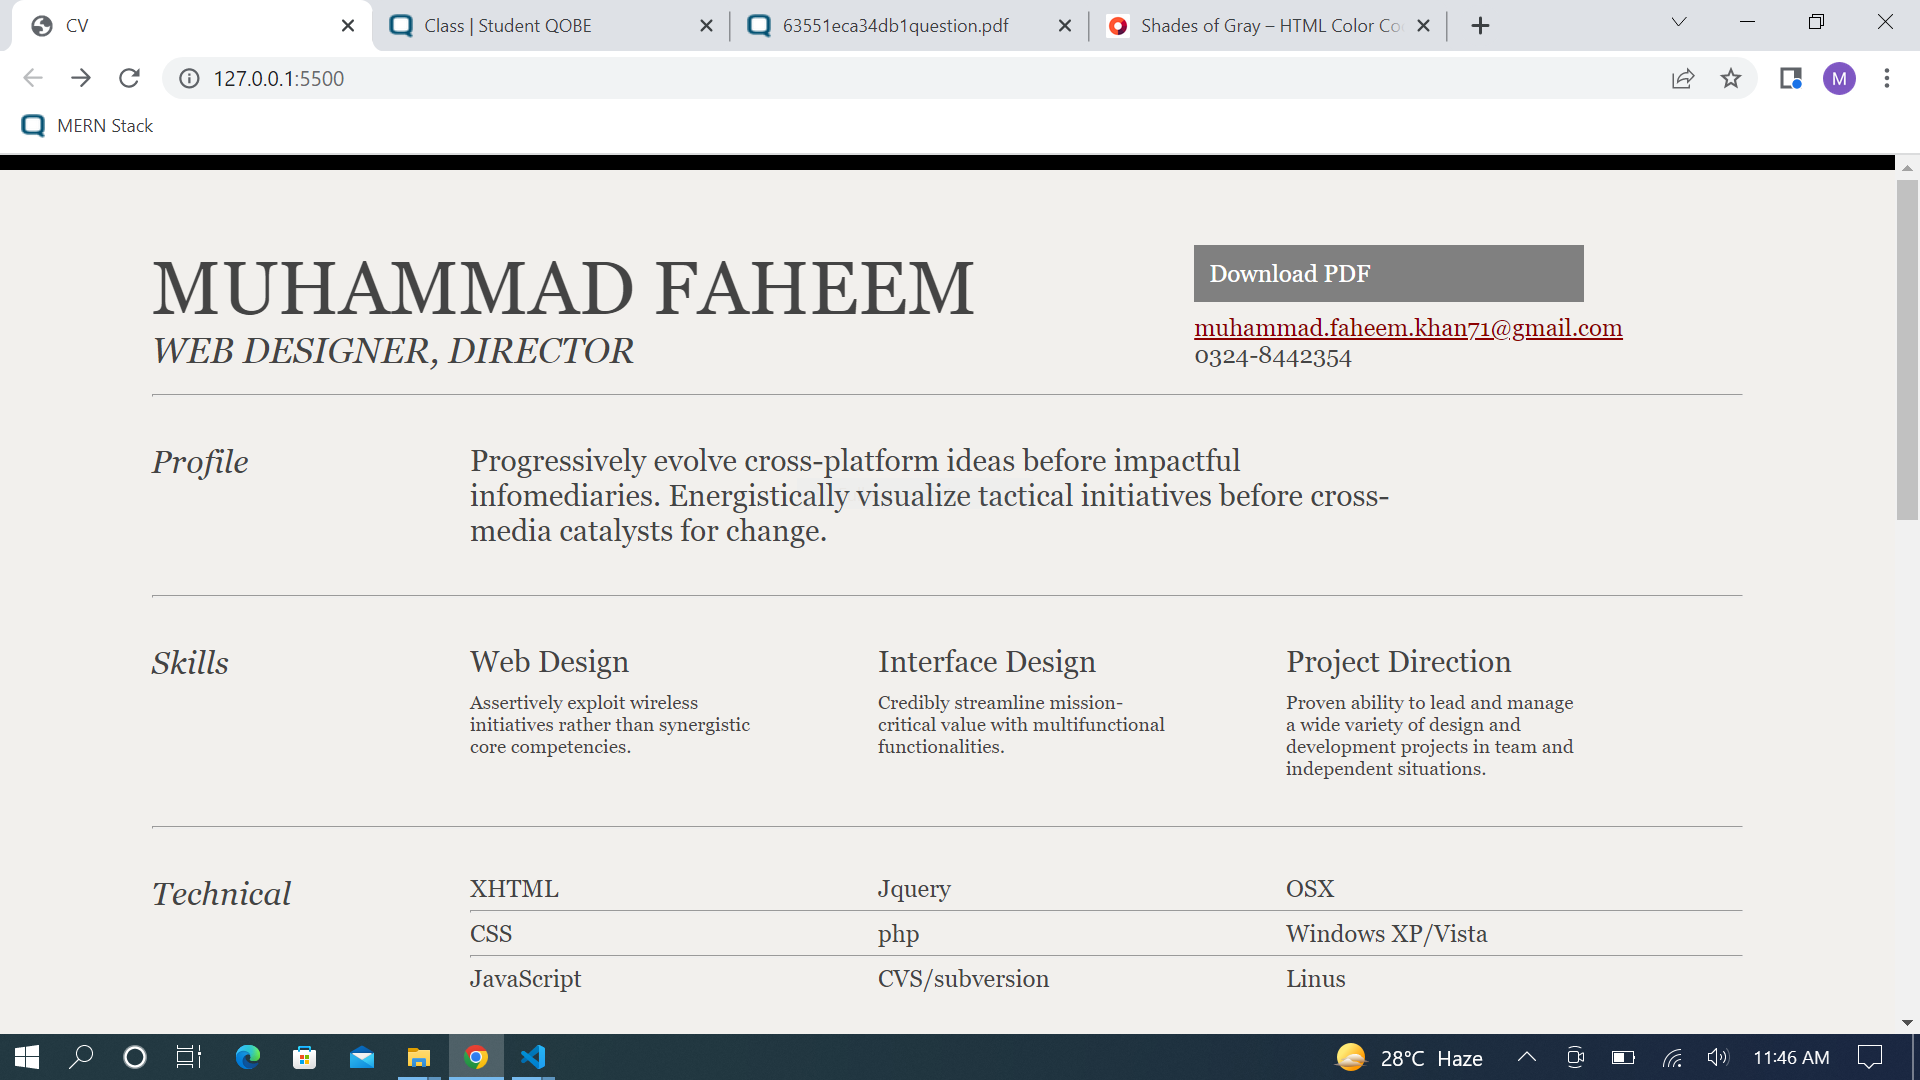 CV
Class | Student QOBE
63551eca34db1question.pdf
Shades of Gray – HTML Color Co
127.0.0.1:5500
M
MERN Stack
MUHAMMAD FAHEEM
WEB DESIGNER, DIRECTOR
Download PDF
muhammad.faheem.khan71@gmail.com
0324-8442354
Profile
Progressively evolve cross-platform ideas before impactful
infomediaries. Energistically visualize tactical initiatives before cross-
media catalysts for change.
Skills
Web Design
Assertively exploit wireless
initiatives rather than synergistic
core competencies.
Interface Design
Credibly streamline mission-
critical value with multifunctional
functionalities.
Project Direction
Proven ability to lead and manage
a wide variety of design and
development projects in team and
independent situations.
Technical
XHTML Jquery OSX
CSS php Windows XP/Vista
JavaScript CVS/subversion Linus
28°C Haze
11:46 AM